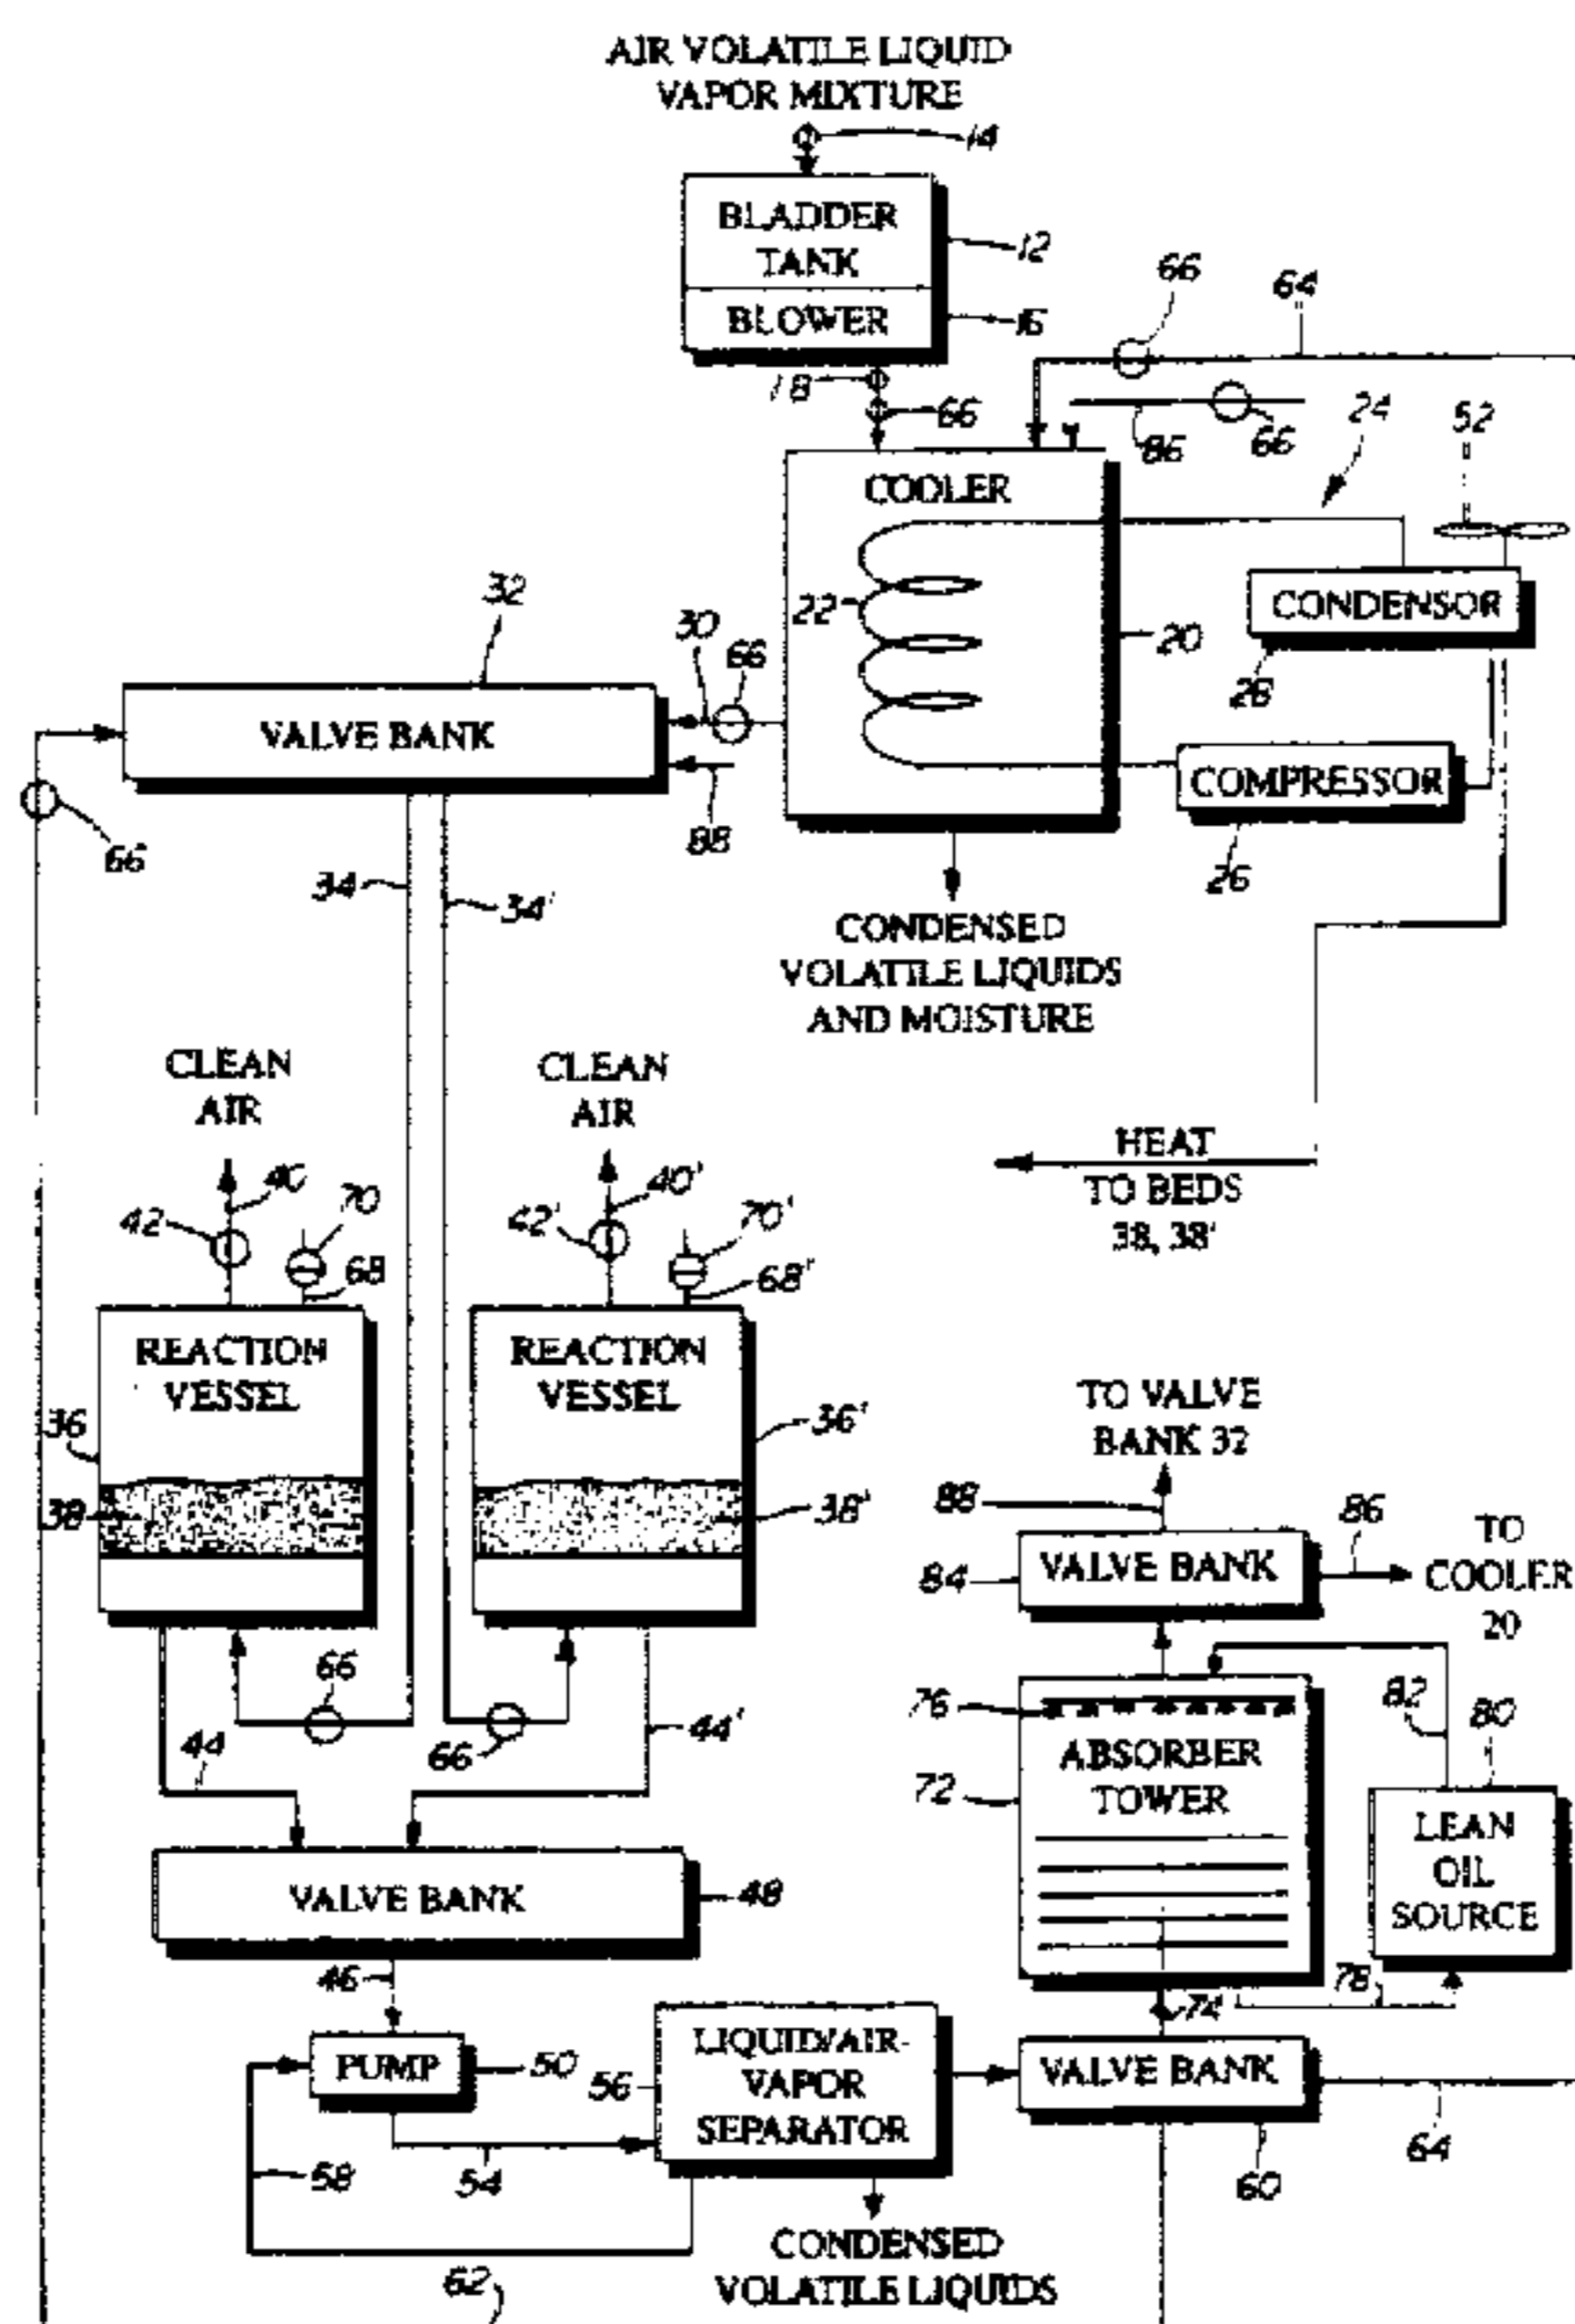 AIR VOLATILE LIQUID
VAPOR MIXTURE
14
BLADDER
TANK
12
BLOWER
16
18
66
66
64
86
66
24
52
COOLER
22
20
CONDENSOR
28
COMPRESSOR
26
32
30
66
VALVE BANK
88
66
34
34'
CONDENSED
VOLATILE LIQUIDS
AND MOISTURE
CLEAN
AIR
CLEAN
AIR
HEAT
TO BEDS
38, 38'
40
70
42
68
40'
70'
42'
68'
REACTION
VESSEL
REACTION
VESSEL
36
36'
38
38'
TO VALVE
BANK 32
88
86
TO
COOLER
20
VALVE BANK
84
66
66
44
44'
76
82
80
ABSORBER
TOWER
72
LEAN
OIL
SOURCE
VALVE BANK
48
46
78
74
PUMP
50
56
LIQUID/AIR-
VAPOR
SEPARATOR
VALVE BANK
58
54
60
64
CONDENSED
VOLATILE LIQUIDS
62